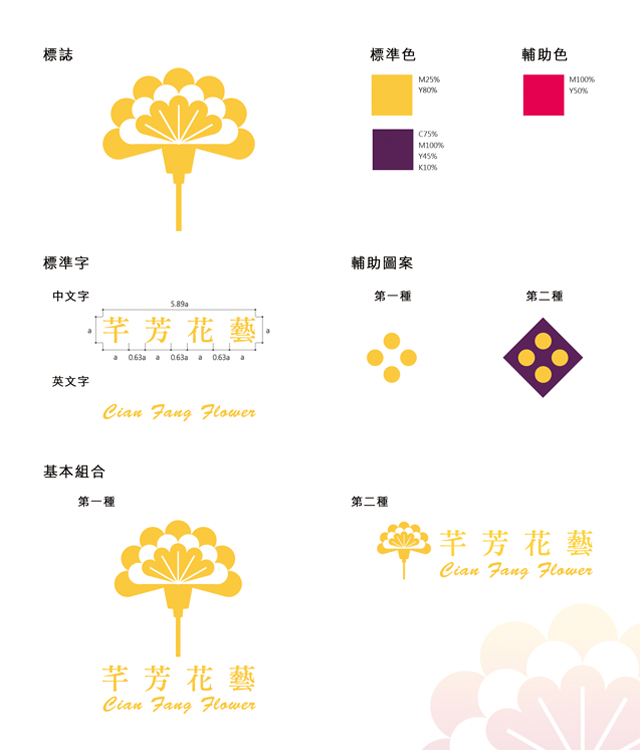 標誌
標準色
輔助色
M25%
Y80%
M100%
Y50%
C75%
M100%
Y45%
K10%
標準字
輔助圖案
中文字
第一種
第二種
5.89a
a
芊芳花藝
a
a 0.63a a 0.63a a 0.63a a
英文字
Cian Fang Flower
基本組合
第一種
第二種
芊芳花藝
Cian Fang Flower
芊芳花藝
Cian Fang Flower